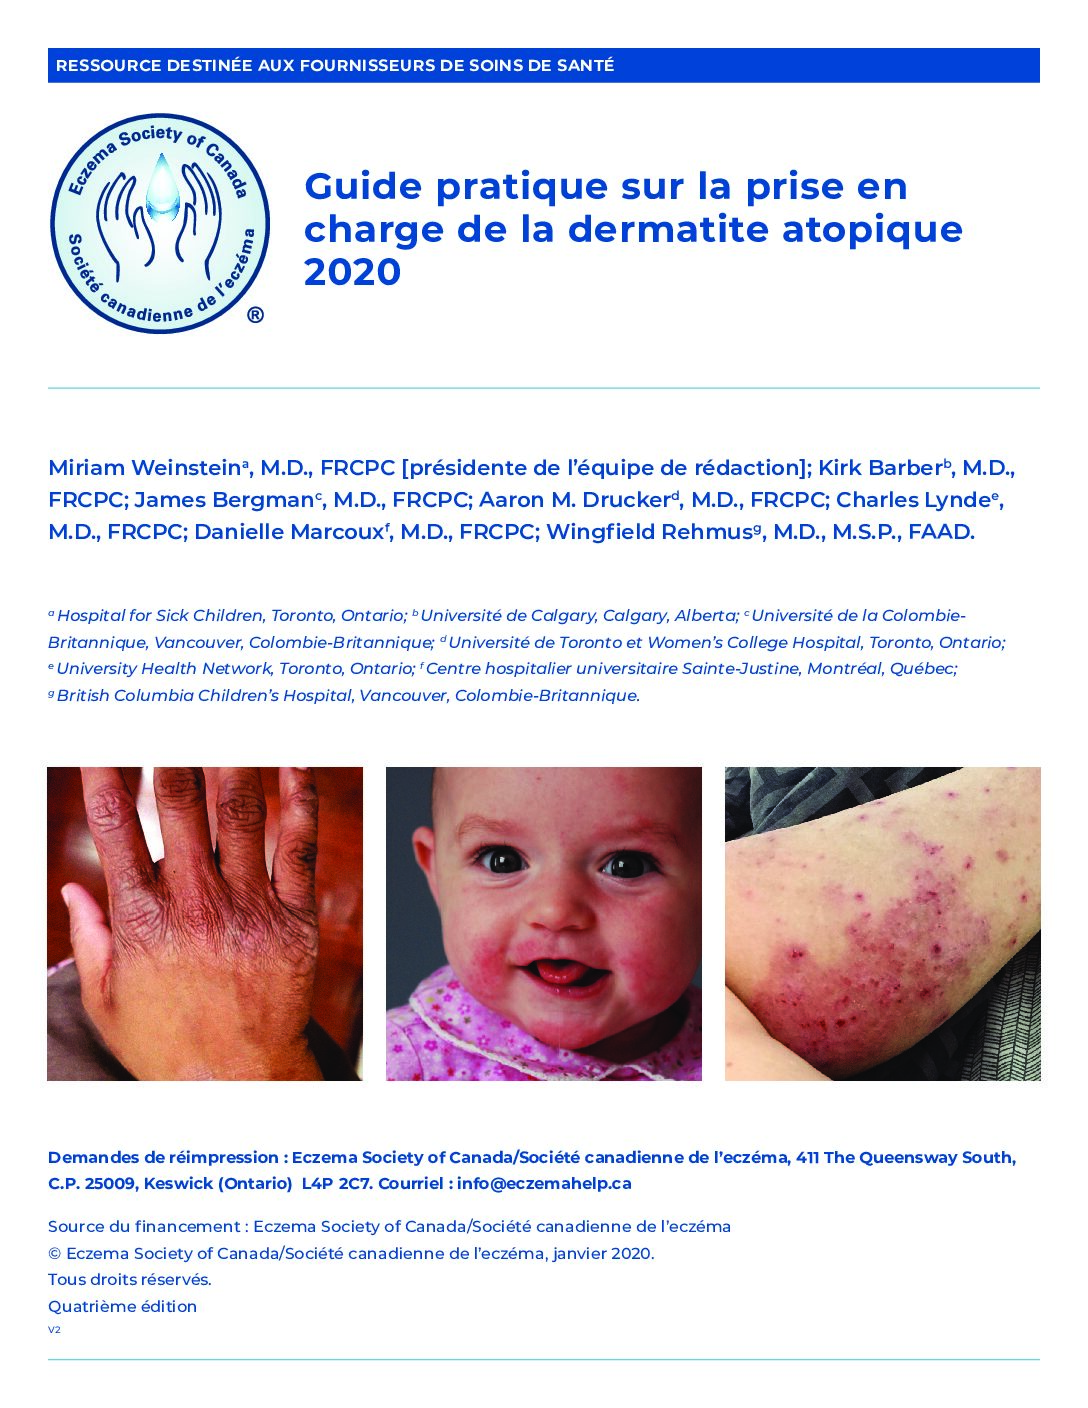 RESSOURCE DESTINÉE AUX FOURNISSEURS DE SOINS DE SANTÉ
Eczema Society of Canada
Société canadienne de l'eczéma
®
Guide pratique sur la prise en
charge de la dermatite atopique
2020
Miriam Weinsteinᵃ, M.D., FRCPC [présidente de l’équipe de rédaction]; Kirk Barberᵇ, M.D.,
FRCPC; James Bergmanᶜ, M.D., FRCPC; Aaron M. Druckerᵈ, M.D., FRCPC; Charles Lyndeᵉ,
M.D., FRCPC; Danielle Marcouxᶠ, M.D., FRCPC; Wingfield Rehmusᵍ, M.D., M.S.P., FAAD.
ᵃ Hospital for Sick Children, Toronto, Ontario; ᵇ Université de Calgary, Calgary, Alberta; ᶜ Université de la Colombie-
Britannique, Vancouver, Colombie-Britannique; ᵈ Université de Toronto et Women’s College Hospital, Toronto, Ontario;
ᵉ University Health Network, Toronto, Ontario; ᶠ Centre hospitalier universitaire Sainte-Justine, Montréal, Québec;
ᵍ British Columbia Children’s Hospital, Vancouver, Colombie-Britannique.
Demandes de réimpression : Eczema Society of Canada/Société canadienne de l’eczéma, 411 The Queensway South,
C.P. 25009, Keswick (Ontario) L4P 2C7. Courriel : info@eczemahelp.ca
Source du financement : Eczema Society of Canada/Société canadienne de l’eczéma
© Eczema Society of Canada/Société canadienne de l’eczéma, janvier 2020.
Tous droits réservés.
Quatrième édition
V2